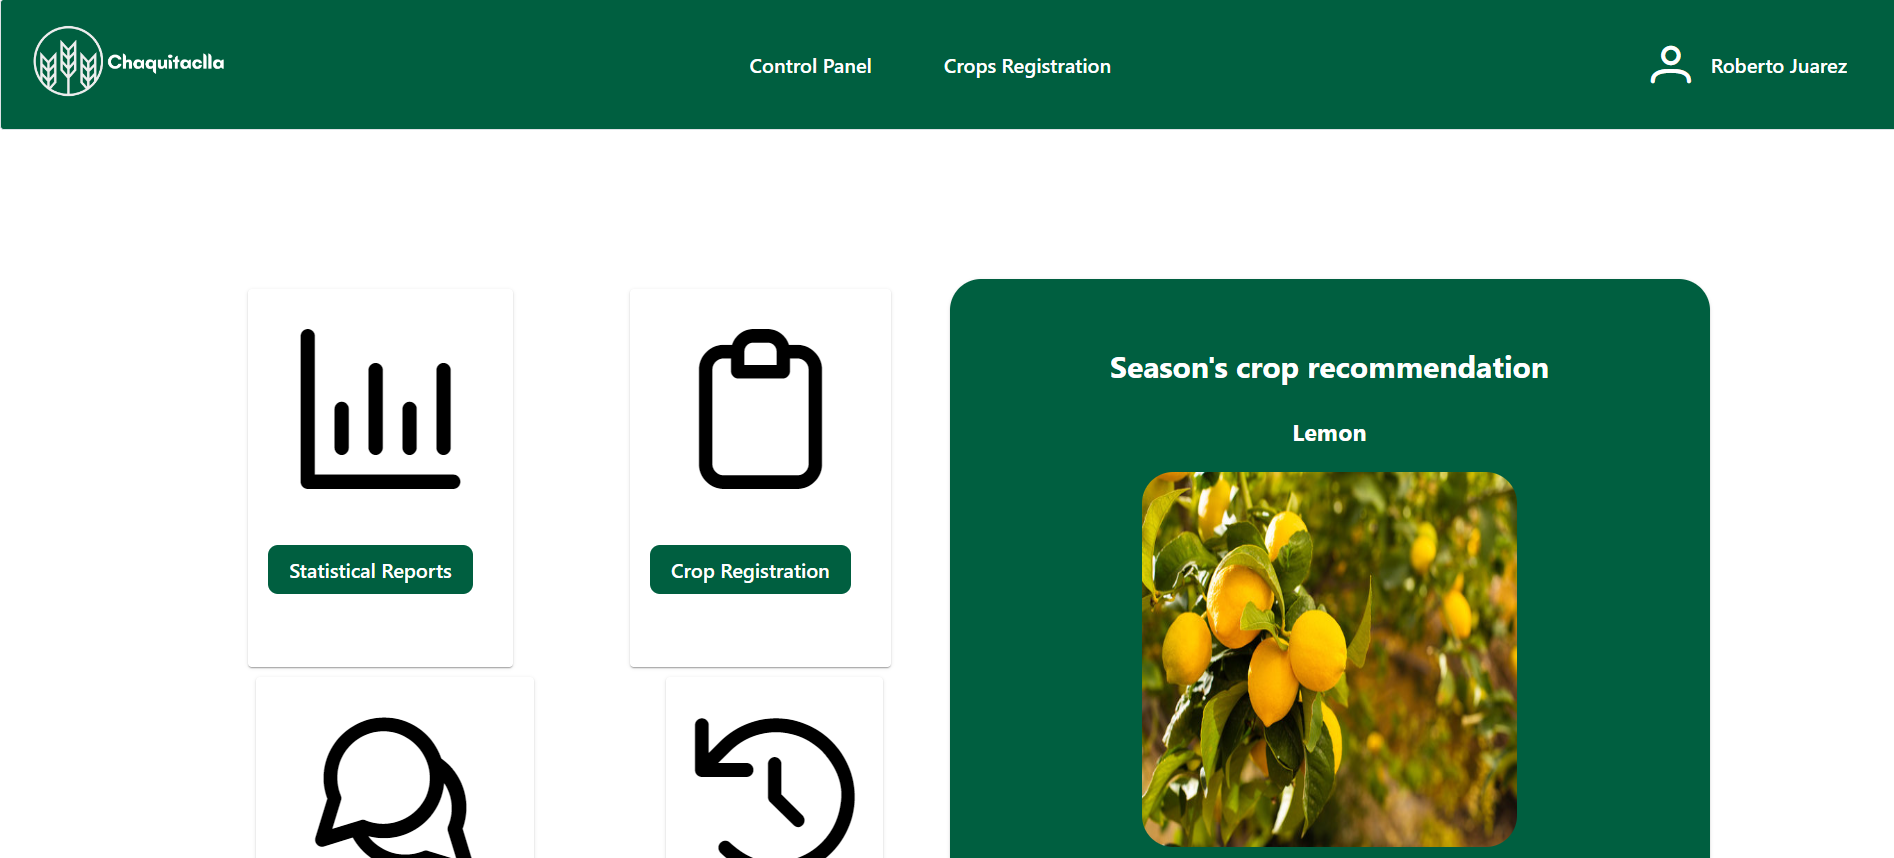 Chaquitaclla
Control Panel
Crops Registration
Roberto Juarez
Statistical Reports
Crop Registration
Season's crop recommendation
Lemon